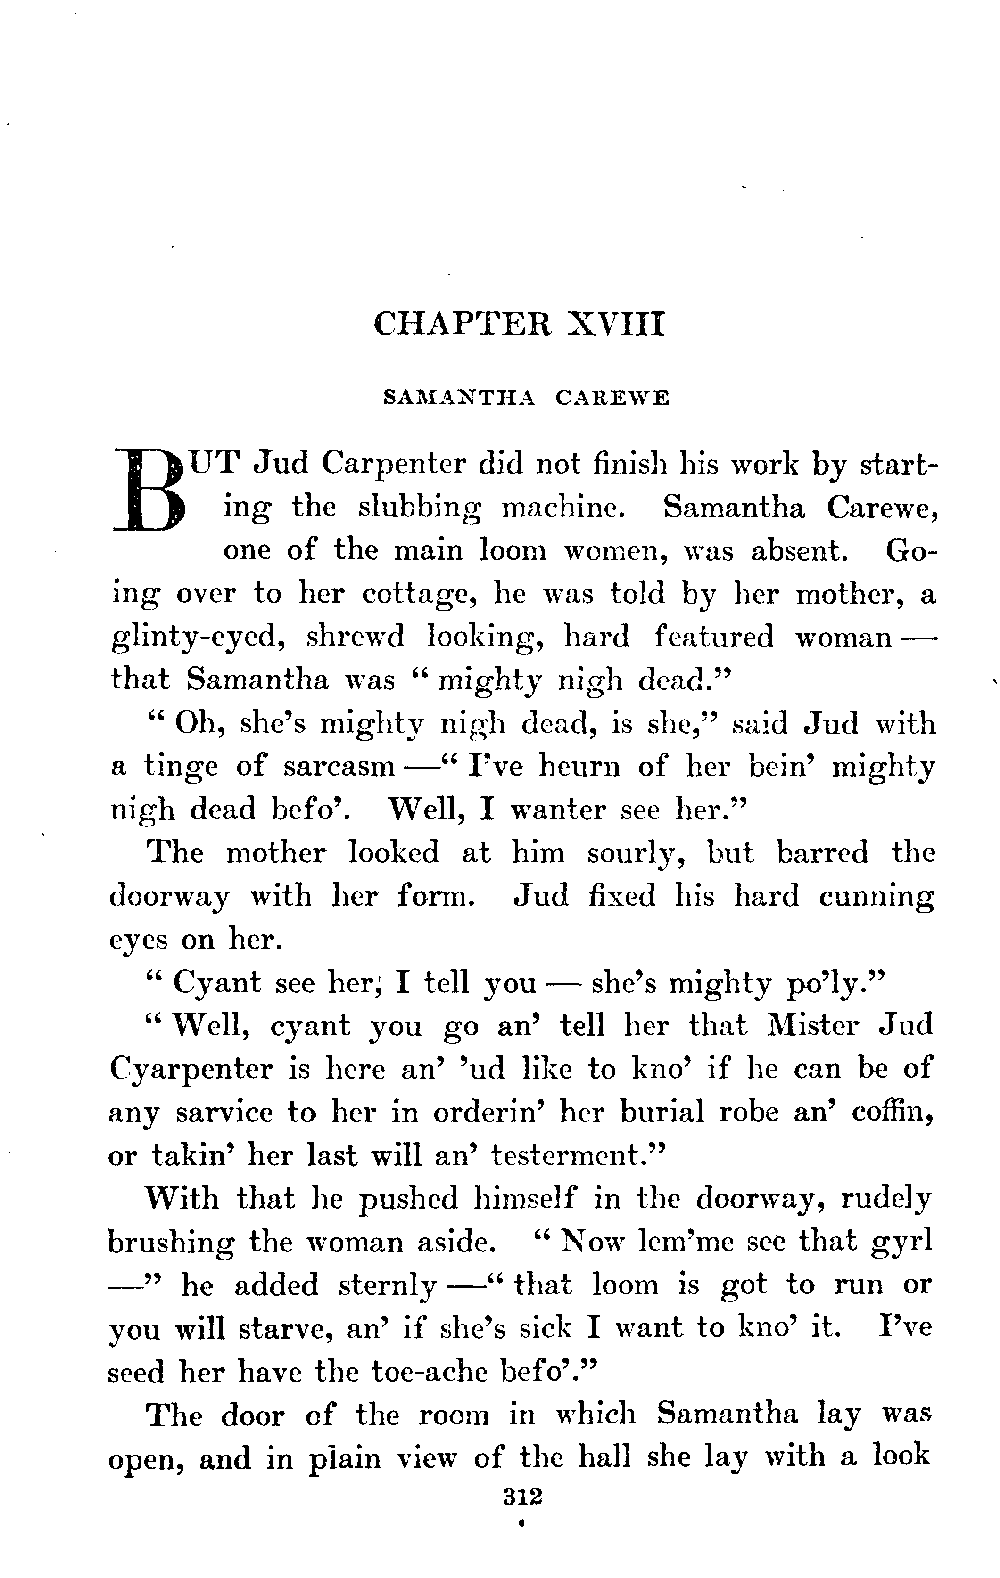 CHAPTER XVIII
SAMANTHA CAREWE
BUT Jud Carpenter did not finish his work by start-
ing the slubbing machine. Samantha Carewe,
one of the main loom women, was absent. Go-
ing over to her cottage, he was told by her mother, a
glinty-eyed, shrewd looking, hard featured woman —
that Samantha was “ mighty nigh dead.”
“ Oh, she’s mighty nigh dead, is she,” said Jud with
a tinge of sarcasm —“ I’ve heurn of her bein’ mighty
nigh dead befo’. Well, I wanter see her.”
The mother looked at him sourly, but barred the
doorway with her form. Jud fixed his hard cunning
eyes on her.
“ Cyant see her; I tell you — she’s mighty po’ly.”
“ Well, cyant you go an’ tell her that Mister Jud
Cyarpenter is here an’ ’ud like to kno’ if he can be of
any sarvice to her in orderin’ her burial robe an’ coffin,
or takin’ her last will an’ testerment.”
With that he pushed himself in the doorway, rudely
brushing the woman aside. “ Now lem’me see that gyrl
—” he added sternly —“ that loom is got to run or
you will starve, an’ if she’s sick I want to kno’ it. I’ve
seed her have the toe-ache befo’.”
The door of the room in which Samantha lay was
open, and in plain view of the hall she lay with a look
312